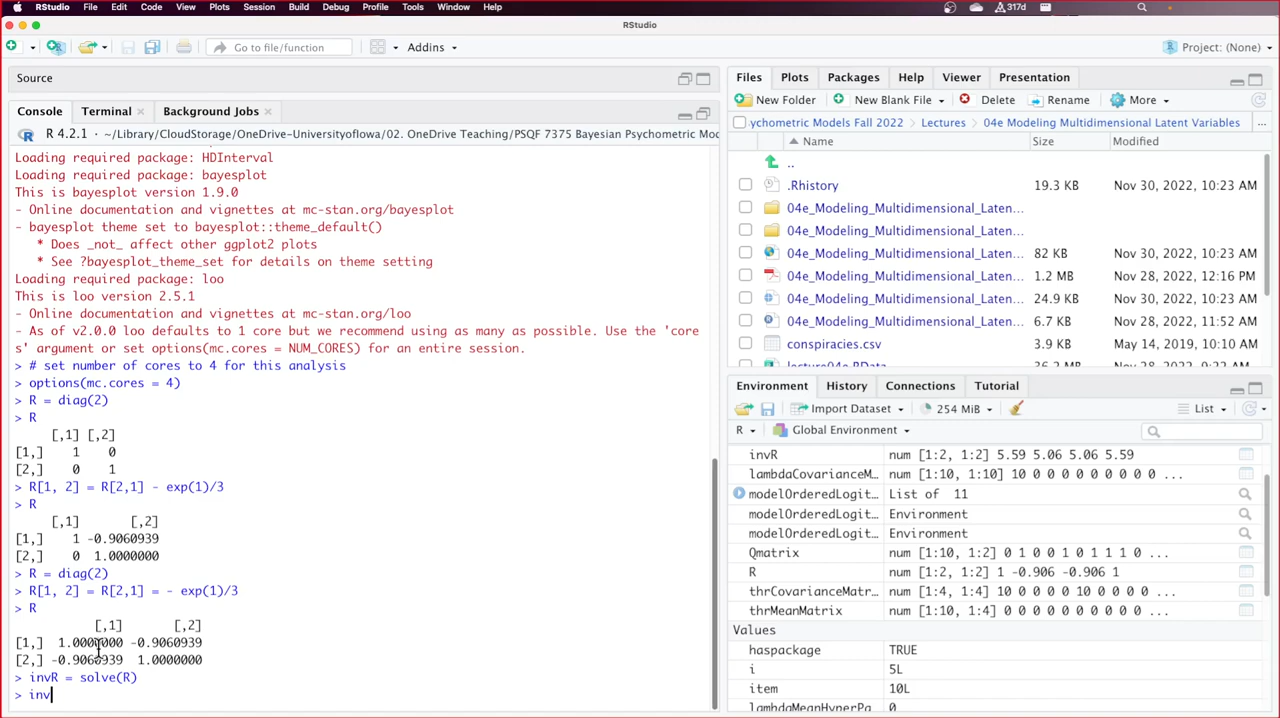 RStudio File Edit Code View Plots Session Build Debug Profile Tools Window Help 317d
RStudio
Go to file/function Addins Project: (None)
Source
Console Terminal Background Jobs
R 4.2.1 · ~/Library/CloudStorage/OneDrive-UniversityofIowa/02. OneDrive Teaching/PSQF 7375 Bayesian Psychometric Mo
Loading required package: HDInterval
Loading required package: bayesplot
This is bayesplot version 1.9.0
- Online documentation and vignettes at mc-stan.org/bayesplot
- bayesplot theme set to bayesplot::theme_default()
* Does _not_ affect other ggplot2 plots
* See ?bayesplot_theme_set for details on theme setting
Loading required package: loo
This is loo version 2.5.1
- Online documentation and vignettes at mc-stan.org/loo
- As of v2.0.0 loo defaults to 1 core but we recommend using as many as possible. Use the 'core
s' argument or set options(mc.cores = NUM_CORES) for an entire session.
> # set number of cores to 4 for this analysis
> options(mc.cores = 4)
> R = diag(2)
> R
[,1] [,2]
[1,] 1 0
[2,] 0 1
> R[1, 2] = R[2,1] - exp(1)/3
> R
[,1] [,2]
[1,] 1 -0.9060939
[2,] 0 1.0000000
> R = diag(2)
> R[1, 2] = R[2,1] = - exp(1)/3
> R
[,1] [,2]
[1,] 1.0000000 -0.9060939
[2,] -0.9060939 1.0000000
> invR = solve(R)
> inv
Files Plots Packages Help Viewer Presentation
New Folder New Blank File Delete Rename More
ychometric Models Fall 2022 Lectures 04e Modeling Multidimensional Latent Variables ...
Name Size Modified
..
.Rhistory 19.3 KB Nov 30, 2022, 10:23 AM
04e_Modeling_Multidimensional_Laten...
04e_Modeling_Multidimensional_Laten...
04e_Modeling_Multidimensional_Laten... 82 KB Nov 30, 2022, 10:23 AM
04e_Modeling_Multidimensional_Laten... 1.2 MB Nov 28, 2022, 12:16 PM
04e_Modeling_Multidimensional_Laten... 24.9 KB Nov 30, 2022, 10:23 AM
04e_Modeling_Multidimensional_Laten... 6.7 KB Nov 28, 2022, 11:52 AM
conspiracies.csv 3.9 KB May 14, 2019, 10:10 AM
lecture04e.RData 36.2 MB Nov 28, 2022, 12:15 PM
Environment History Connections Tutorial
Import Dataset 254 MiB List
R Global Environment
invR num [1:2, 1:2] 5.59 5.06 5.06 5.59
lambdaCovarianceM... num [1:10, 1:10] 10 0 0 0 0 0 0 0 0 0 ...
modelOrderedLogit... List of 11
modelOrderedLogit... Environment
modelOrderedLogit... Environment
Qmatrix num [1:10, 1:2] 0 1 0 0 1 0 1 1 1 0 ...
R num [1:2, 1:2] 1 -0.906 -0.906 1
thrCovarianceMatr... num [1:4, 1:4] 10 0 0 0 0 10 0 0 0 0 ...
thrMeanMatrix num [1:10, 1:4] 0 0 0 0 0 0 0 0 0 0 ...
Values
haspackage TRUE
i 5L
item 10L
lambdaMeanHyperPa... 0